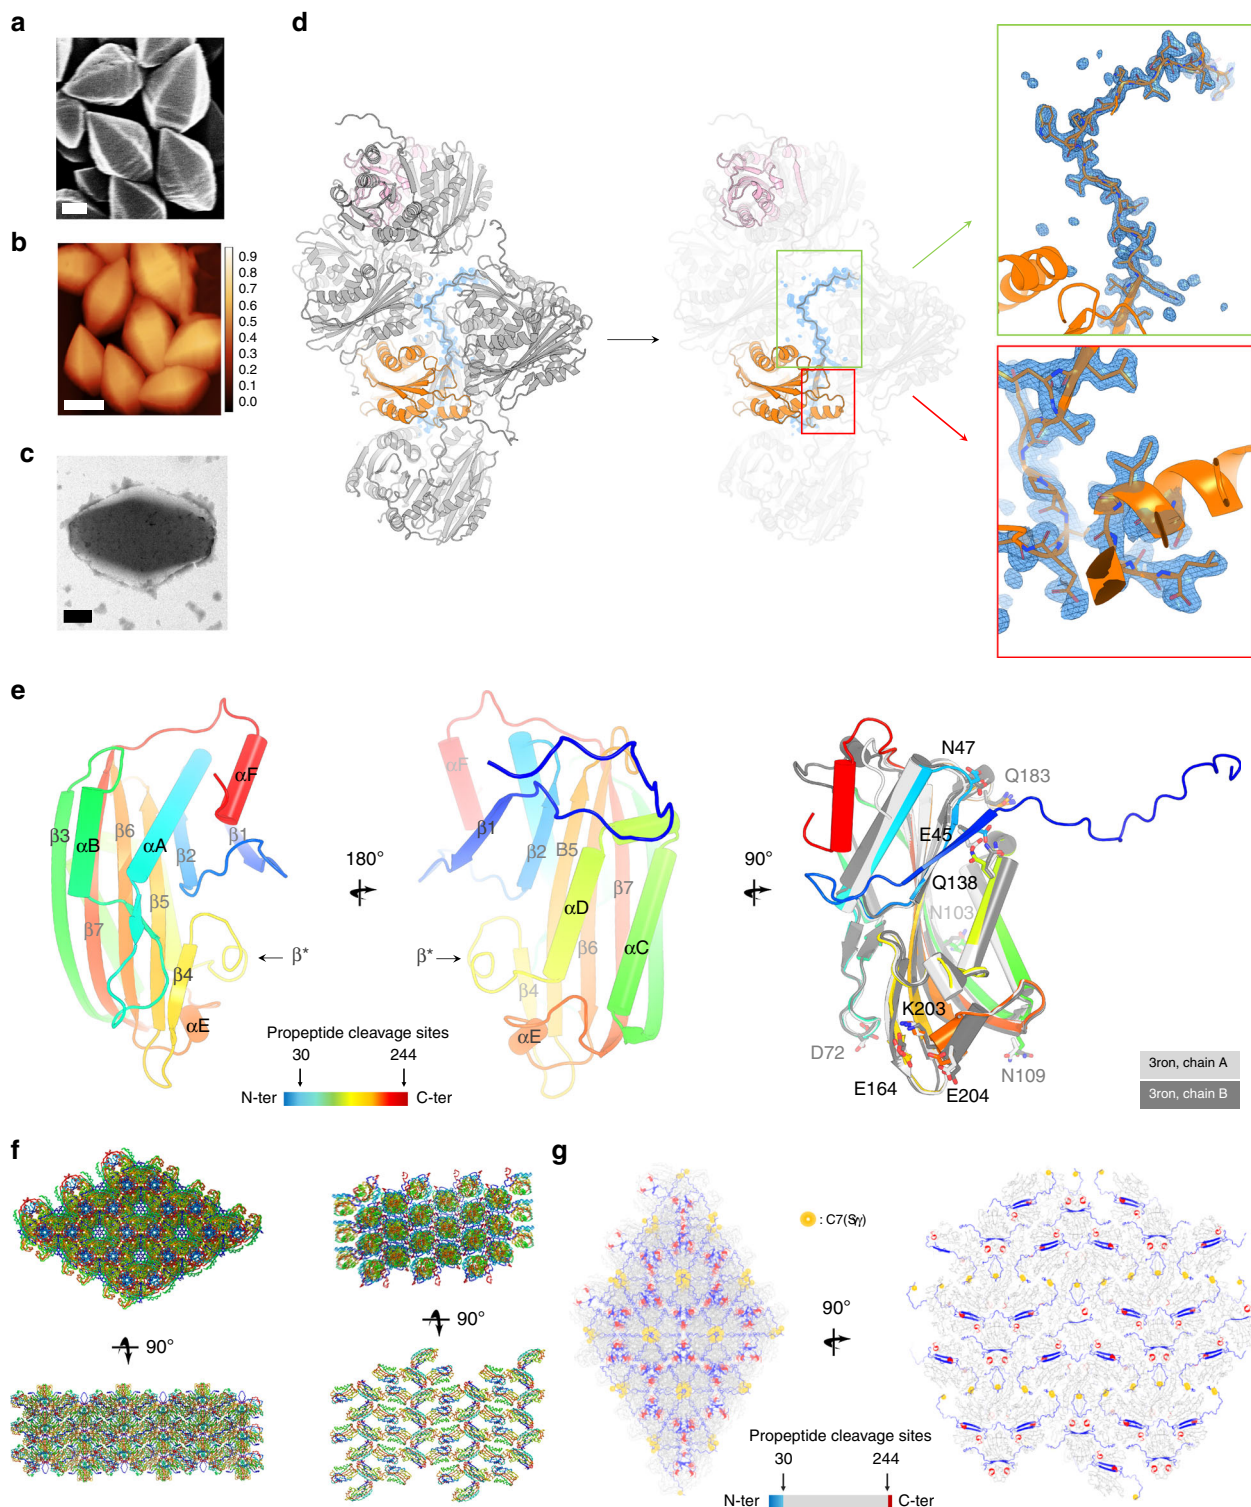 a
d
b
0.9
0.8
0.7
0.6
0.5
0.4
0.3
0.2
0.1
0.0
c
e
αF
β3
αB
β6
αA
β2
β1
β5
β7
β4
β*
αE
180°
αF
β1
β2
B5
β7
αD
β6
αC
β*
β4
αE
90°
N47
Q183
E45
Q138
N103
K203
D72
E164
E204
N109
3ron, chain A
3ron, chain B
Propeptide cleavage sites
30
244
N-ter
C-ter
f
90°
90°
g
: C7(Sγ)
90°
Propeptide cleavage sites
30
244
N-ter
C-ter